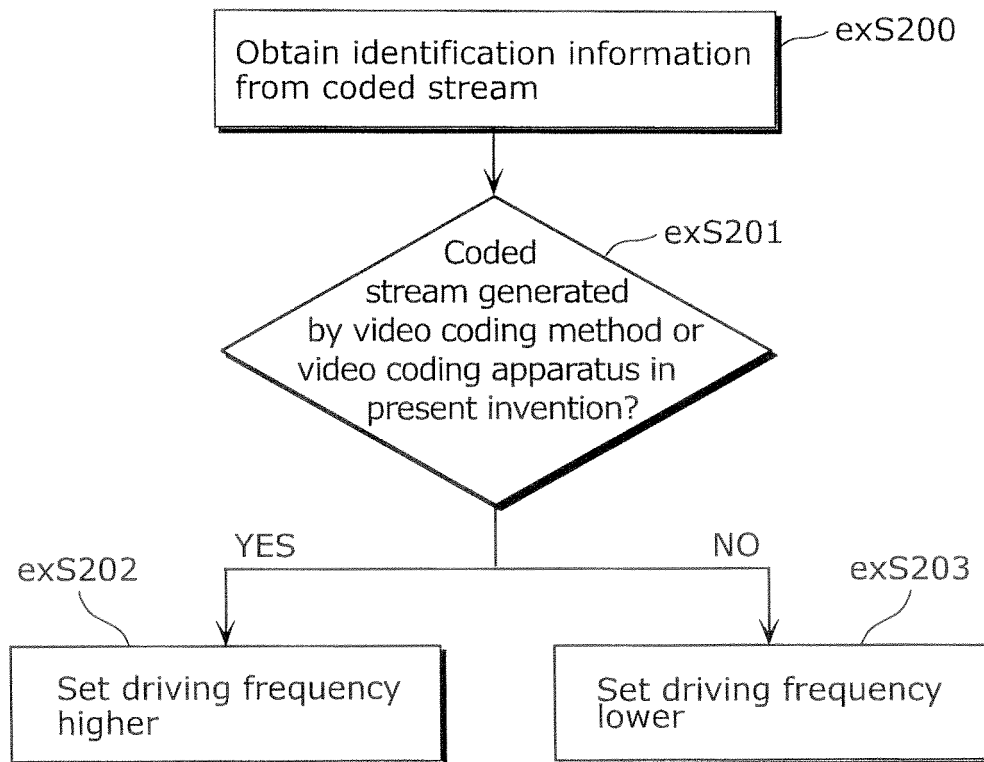 exS200
Obtain identification information
from coded stream
exS201
Coded
stream generated
by video coding method or
video coding apparatus in
present invention?
YES
NO
exS202
exS203
Set driving frequency
higher
Set driving frequency
lower